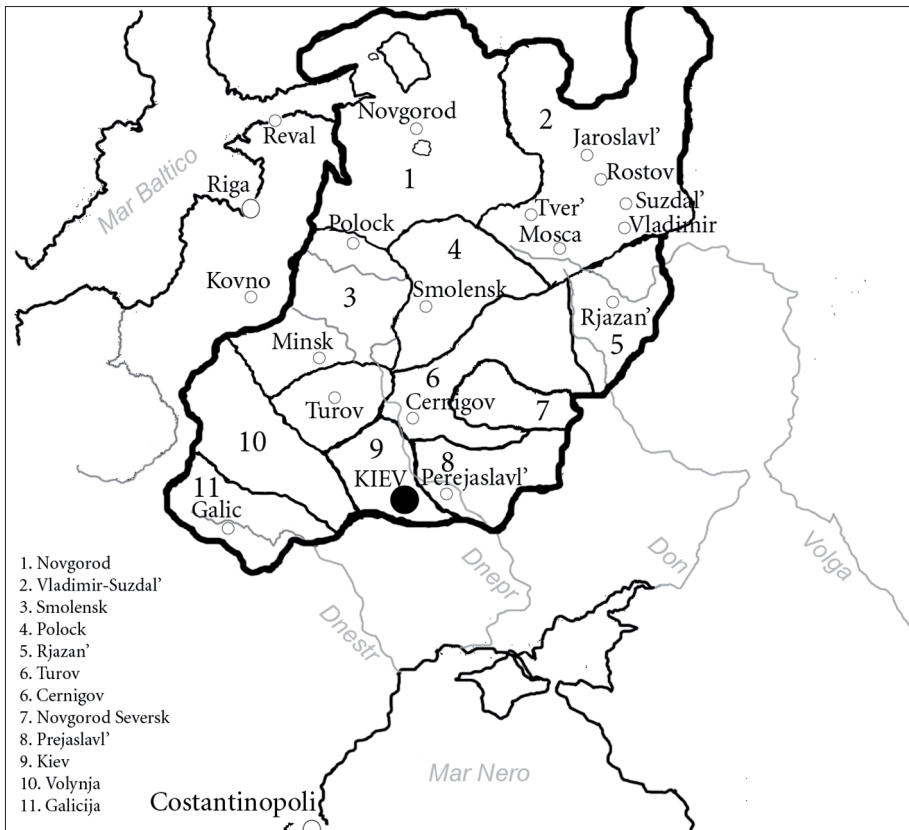 Novgorod
Reval
2
Jaroslavl'
Rostov
1
Mar Baltico
Riga
Suzdal'
Tver'
Vladimir
Polock
Mosca
4
Kovno
3
Smolensk
Rjazan'
Minsk
5
6
Turov
Cernigov
7
10
9
8
KIEV
Perejaslavl'
11
Galic
Dnepr
Don
Volga
Dnestr
1. Novgorod
2. Vladimir-Suzdal'
3. Smolensk
4. Polock
5. Rjazan'
6. Turov
6. Cernigov
7. Novgorod Seversk
8. Prejaslavl'
9. Kiev
10. Volynja
11. Galicija
Mar Nero
Costantinopoli